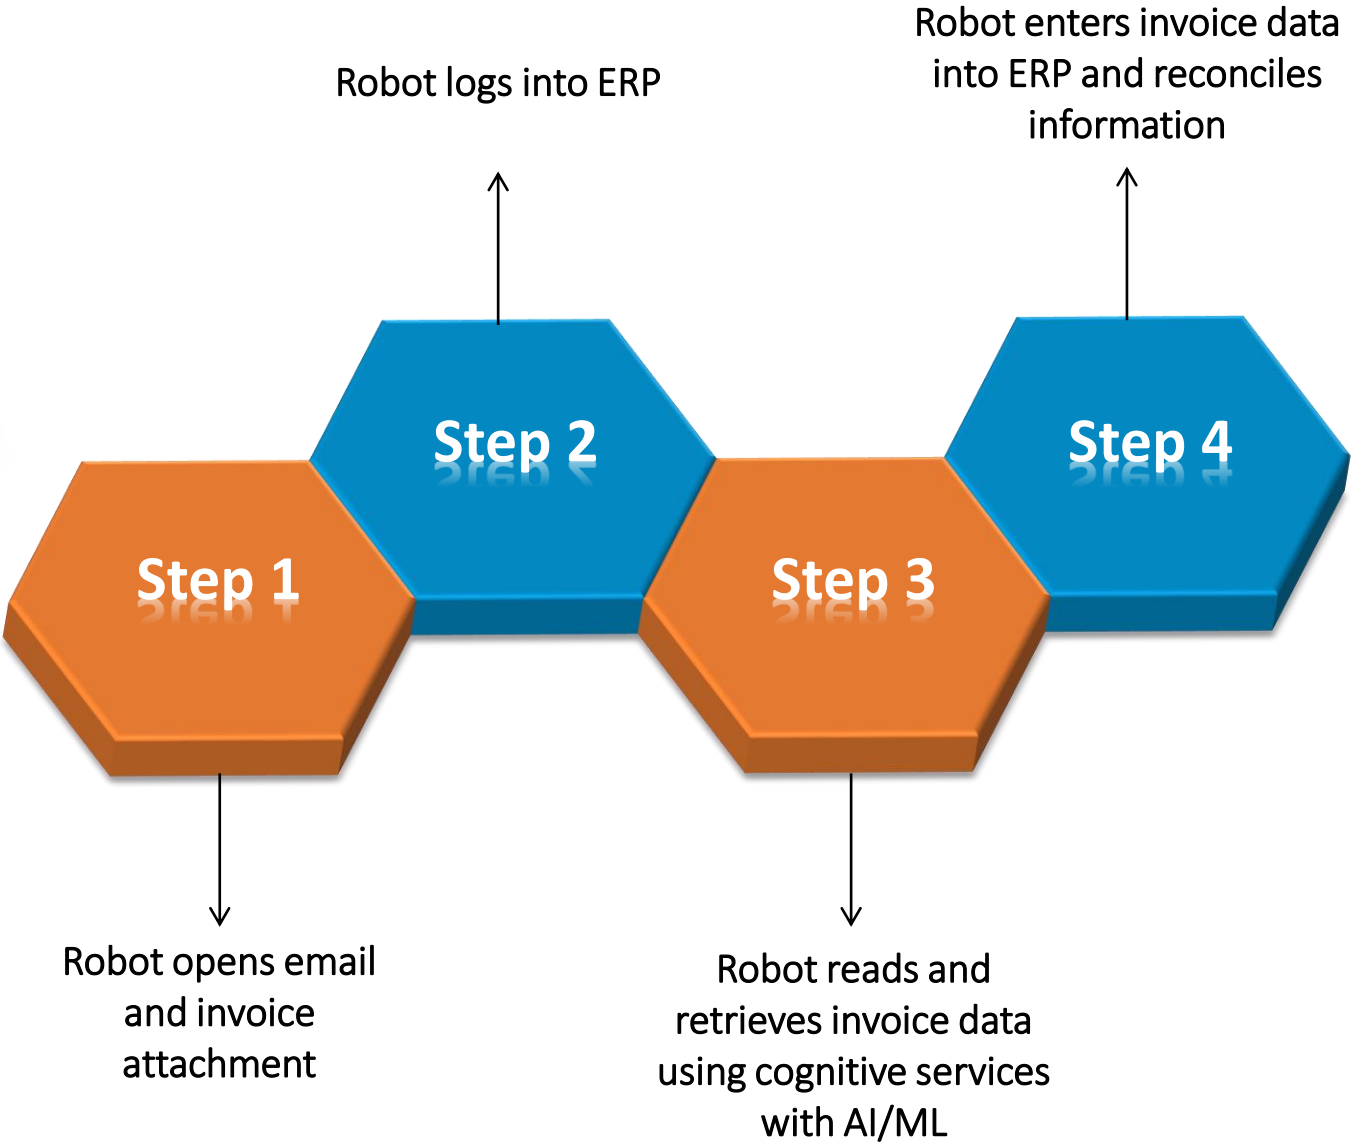 Step 1
Robot opens email
and invoice
attachment
Step 2
Robot logs into ERP
Step 3
Robot reads and
retrieves invoice data
using cognitive services
with AI/ML
Step 4
Robot enters invoice data
into ERP and reconciles
information